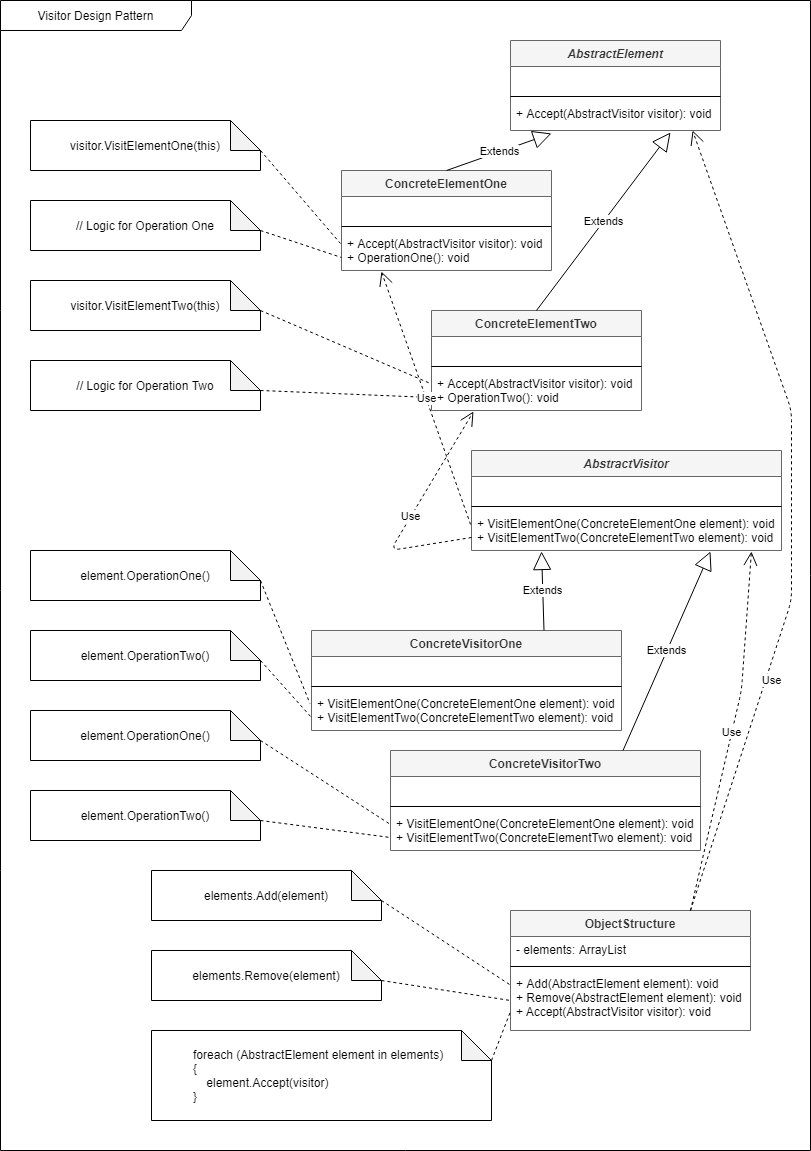 Visitor Design Pattern
AbstractElement
+ Accept(AbstractVisitor visitor): void
visitor.VisitElementOne(this)
Extends
ConcreteElementOne
// Logic for Operation One
Extends
+ Accept(AbstractVisitor visitor): void
+ OperationOne(): void
visitor.VisitElementTwo(this)
ConcreteElementTwo
// Logic for Operation Two
+ Accept(AbstractVisitor visitor): void
Use
+ OperationTwo(): void
AbstractVisitor
Use
+ VisitElementOne(ConcreteElementOne element): void
+ VisitElementTwo(ConcreteElementTwo element): void
element.OperationOne()
Extends
ConcreteVisitorOne
element.OperationTwo()
Extends
Use
+ VisitElementOne(ConcreteElementOne element): void
+ VisitElementTwo(ConcreteElementTwo element): void
element.OperationOne()
Use
ConcreteVisitorTwo
element.OperationTwo()
+ VisitElementOne(ConcreteElementOne element): void
+ VisitElementTwo(ConcreteElementTwo element): void
elements.Add(element)
ObjectStructure
- elements: ArrayList
elements.Remove(element)
+ Add(AbstractElement element): void
+ Remove(AbstractElement element): void
+ Accept(AbstractVisitor visitor): void
foreach (AbstractElement element in elements)
{
element.Accept(visitor)
}